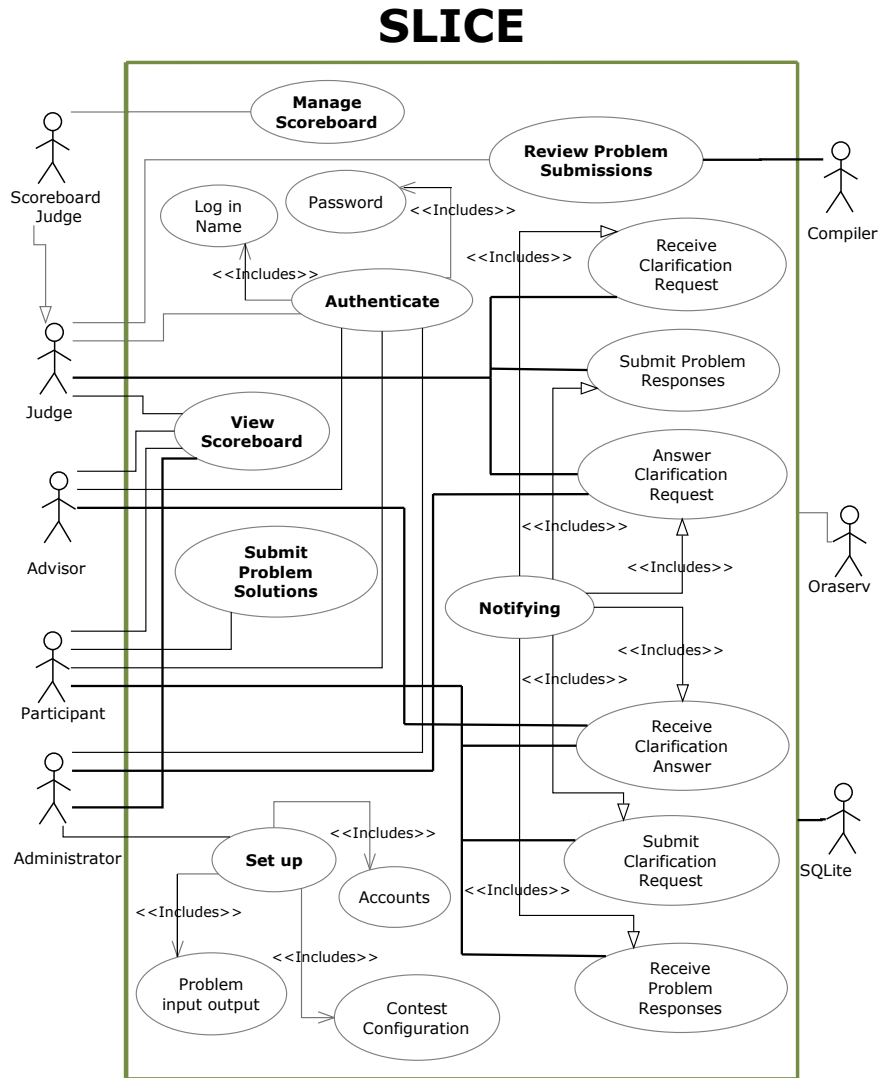 SLICE
Manage
Scoreboard
Review Problem
Submissions
Scoreboard
Judge
Compiler
Log in
Name
Password
<<Includes>>
<<Includes>>
<<Includes>>
Receive
Clarification
Request
Authenticate
Judge
Submit Problem
Responses
View
Scoreboard
Answer
Clarification
Request
Advisor
<<Includes>>
Oraserv
Submit
Problem
Solutions
<<Includes>>
Notifying
<<Includes>>
<<Includes>>
Participant
Receive
Clarification
Answer
Administrator
Set up
<<Includes>>
Accounts
Submit
Clarification
Request
SQLite
<<Includes>>
<<Includes>>
<<Includes>>
Problem
input output
Contest
Configuration
Receive
Problem
Responses